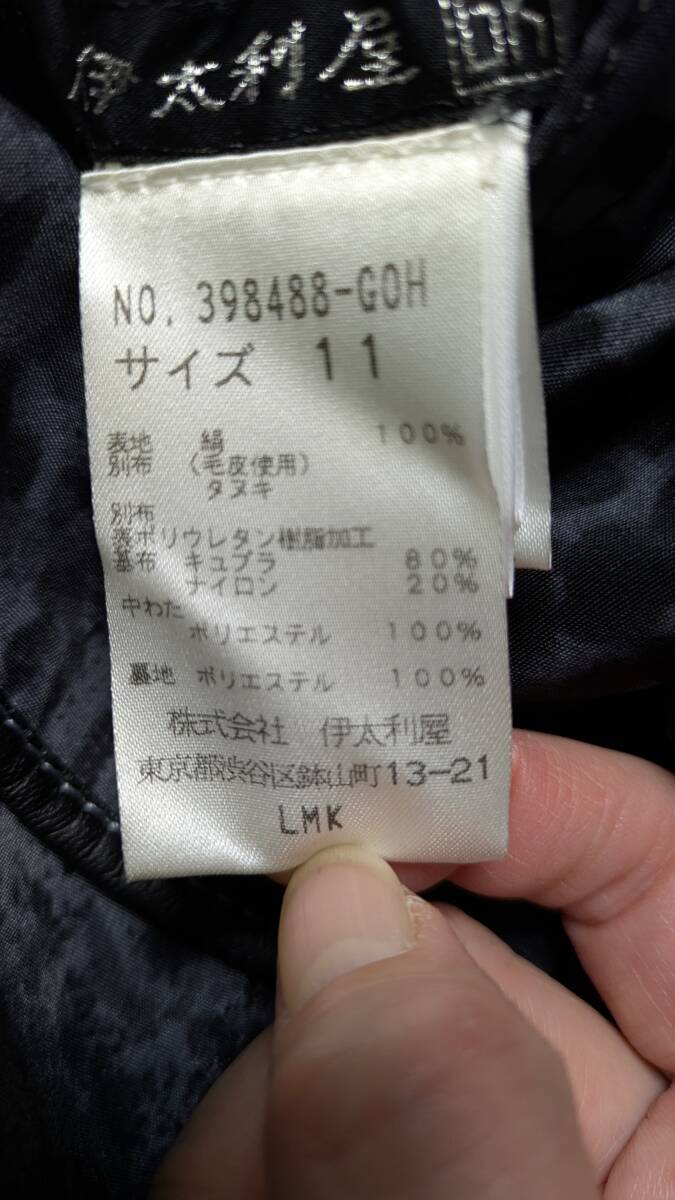 伊太利屋
NO. 398488-GOH
サイズ 11
表地 絹 100%
別布 (毛皮使用)
タヌキ
別布
表ポリウレタン樹脂加工
基布 キュプラ 80%
ナイロン 20%
中わた
ポリエステル 100%
裏地 ポリエステル 100%
株式会社 伊太利屋
東京都渋谷区鉢山町13-21
LMK